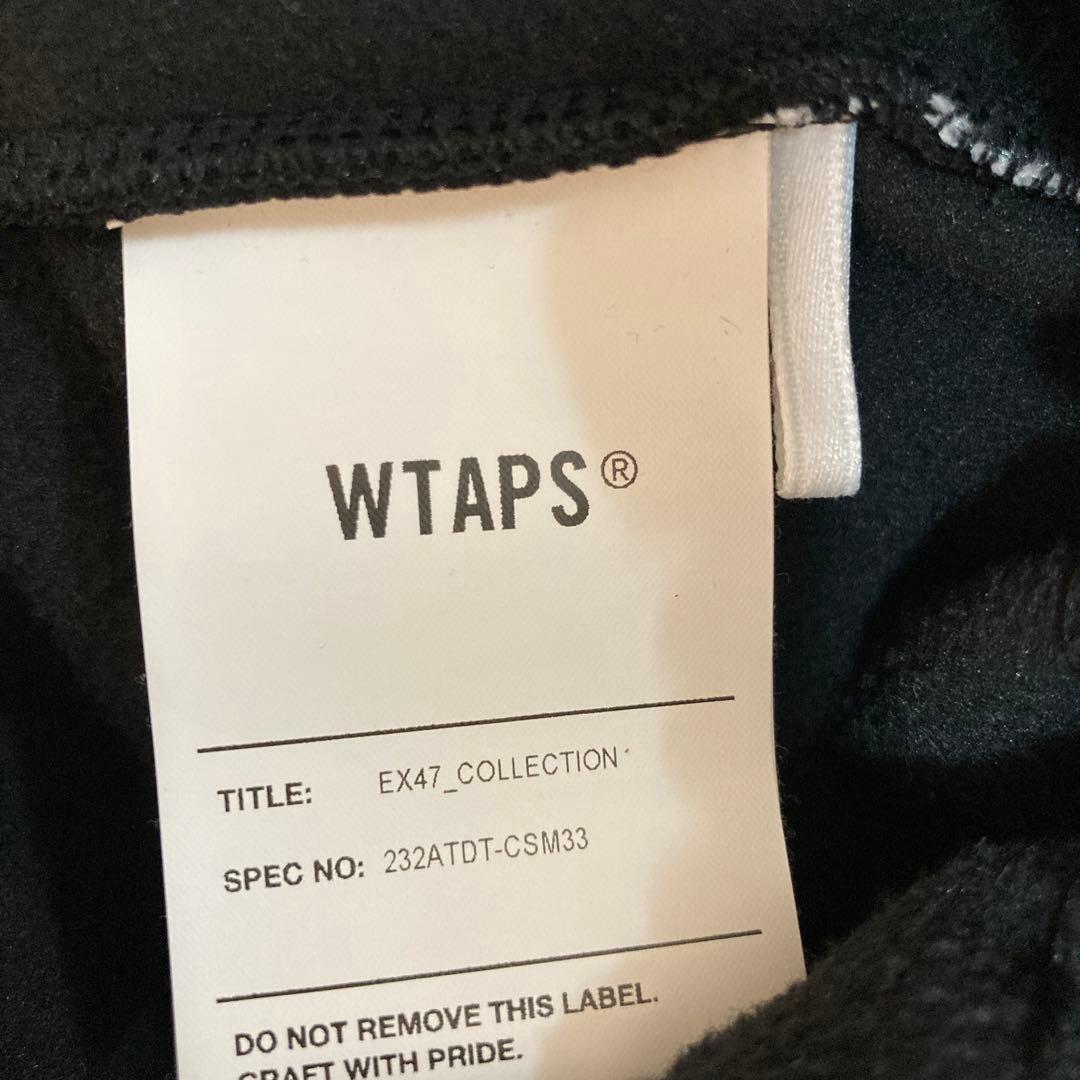 WTAPS®
TITLE: EX47_COLLECTION
SPEC NO: 232ATDT-CSM33
DO NOT REMOVE THIS LABEL.
CRAFT WITH PRIDE.